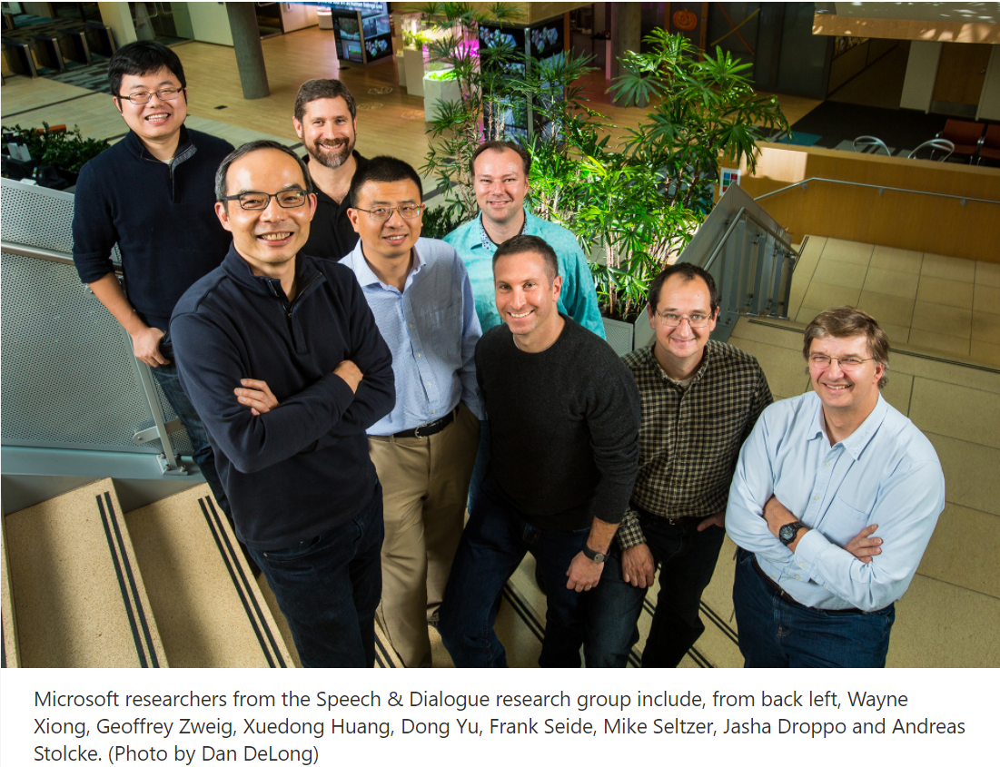 Microsoft researchers from the Speech & Dialogue research group include, from back left, Wayne
Xiong, Geoffrey Zweig, Xuedong Huang, Dong Yu, Frank Seide, Mike Seltzer, Jasha Droppo and Andreas
Stolcke. (Photo by Dan DeLong)